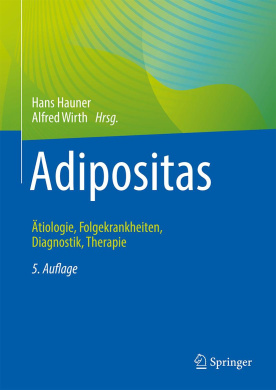 Hans Hauner
Alfred Wirth Hrsg.
Adipositas
Ätiologie, Folgekrankheiten,
Diagnostik, Therapie
5. Auflage
Springer